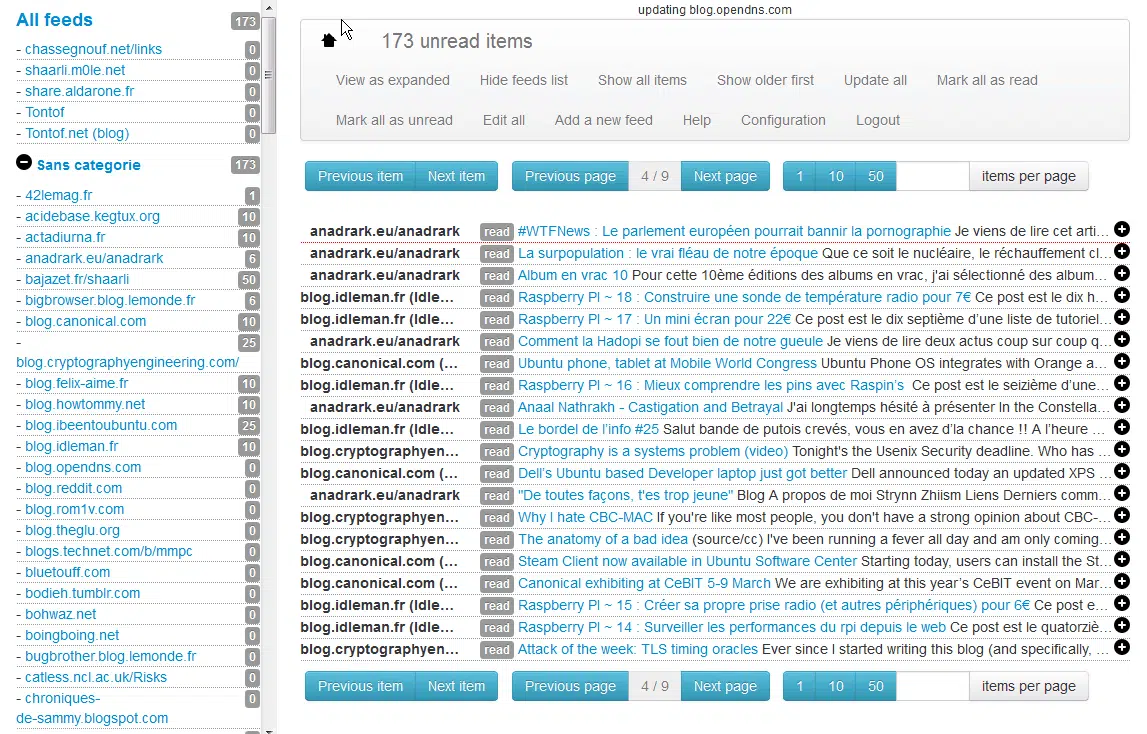 All feeds 173
- chassegnouf.net/links 0
- shaarli.m0le.net 0
- share.aldarone.fr 0
- Tontof 0
- Tontof.net (blog) 0
Sans categorie 173
- 42lemag.fr 1
- acidebase.kegtux.org 10
- actadiurna.fr 10
- anadrark.eu/anadrark 6
- bajazet.fr/shaarli 50
- bigbrowser.blog.lemonde.fr 6
- blog.canonical.com 10
- 25
blog.cryptographyengineering.com/
- blog.felix-aime.fr 10
- blog.howtommy.net 10
- blog.ibeentoubuntu.com 25
- blog.idleman.fr 10
- blog.opendns.com 0
- blog.reddit.com 0
- blog.rom1v.com 0
- blog.theglu.org 0
- blogs.technet.com/b/mmpc 0
- bluetouff.com 0
- bodieh.tumblr.com 0
- bohwaz.net 0
- boingboing.net 0
- bugbrother.blog.lemonde.fr 0
- catless.ncl.ac.uk/Risks 0
- chroniques- 0
de-sammy.blogspot.com
updating blog.opendns.com
173 unread items
View as expanded Hide feeds list Show all items Show older first Update all Mark all as read
Mark all as unread Edit all Add a new feed Help Configuration Logout
Previous item Next item Previous page 4 / 9 Next page 1 10 50 items per page
anadrark.eu/anadrark read #WTFNews : Le parlement européen pourrait bannir la pornographie Je viens de lire cet arti...
anadrark.eu/anadrark read La surpopulation : le vrai fléau de notre époque Que ce soit le nucléaire, le réchauffement cl...
anadrark.eu/anadrark read Album en vrac 10 Pour cette 10ème éditions des albums en vrac, j'ai sélectionné des album...
blog.idleman.fr (Idle... read Raspberry PI ~ 18 : Construire une sonde de température radio pour 7€ Ce post est le dix h...
blog.idleman.fr (Idle... read Raspberry PI ~ 17 : Un mini écran pour 22€ Ce post est le dix septième d'une liste de tutoriel...
anadrark.eu/anadrark read Comment la Hadopi se fout bien de notre gueule Je viens de lire deux actus coup sur coup q...
blog.canonical.com (... read Ubuntu phone, tablet at Mobile World Congress Ubuntu Phone OS integrates with Orange a...
blog.idleman.fr (Idle... read Raspberry PI ~ 16 : Mieux comprendre les pins avec Raspin's Ce post est le seizième d'une...
anadrark.eu/anadrark read Anaal Nathrakh - Castigation and Betrayal J'ai longtemps hésité à présenter In the Constella...
blog.idleman.fr (Idle... read Le bordel de l'info #25 Salut bande de putois crevés, vous en avez d'la chance !! A l'heure ...
blog.cryptographyen... read Cryptography is a systems problem (video) Tonight's the Usenix Security deadline. Who has ...
blog.canonical.com (... read Dell's Ubuntu based Developer laptop just got better Dell announced today an updated XPS ...
anadrark.eu/anadrark read "De toutes façons, t'es trop jeune" Blog A propos de moi Strynn Zhiism Liens Derniers comm...
blog.cryptographyen... read Why I hate CBC-MAC If you're like most people, you don't have a strong opinion about CBC-...
blog.cryptographyen... read The anatomy of a bad idea (source/cc) I've been running a fever all day and am only coming...
blog.canonical.com (... read Steam Client now available in Ubuntu Software Center Starting today, users can install the St...
blog.canonical.com (... read Canonical exhibiting at CeBIT 5-9 March We are exhibiting at this year's CeBIT event on Mar...
blog.idleman.fr (Idle... read Raspberry PI ~ 15 : Créer sa propre prise radio (et autres périphériques) pour 6€ Ce post e...
blog.idleman.fr (Idle... read Raspberry PI ~ 14 : Surveiller les performances du rpi depuis le web Ce post est le quatorziè...
blog.cryptographyen... read Attack of the week: TLS timing oracles Ever since I started writing this blog (and specifically, ...
Previous item Next item Previous page 4 / 9 Next page 1 10 50 items per page